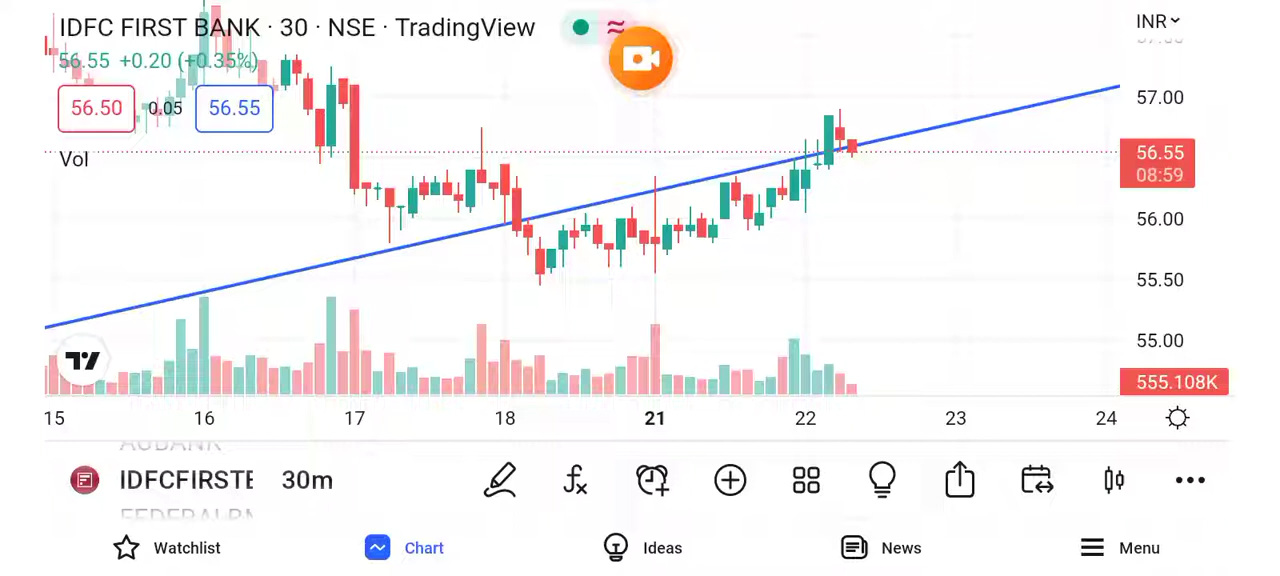 IDFC FIRST BANK · 30 · NSE · TradingView
INR
56.55 +0.20 (+0.35%)
56.50 0.05 56.55
Vol
57.00
56.55
08:59
56.00
55.50
55.00
555.108K
15 16 17 18 21 22 23 24
IDFCFIRSTB 30m
Watchlist Chart Ideas News Menu